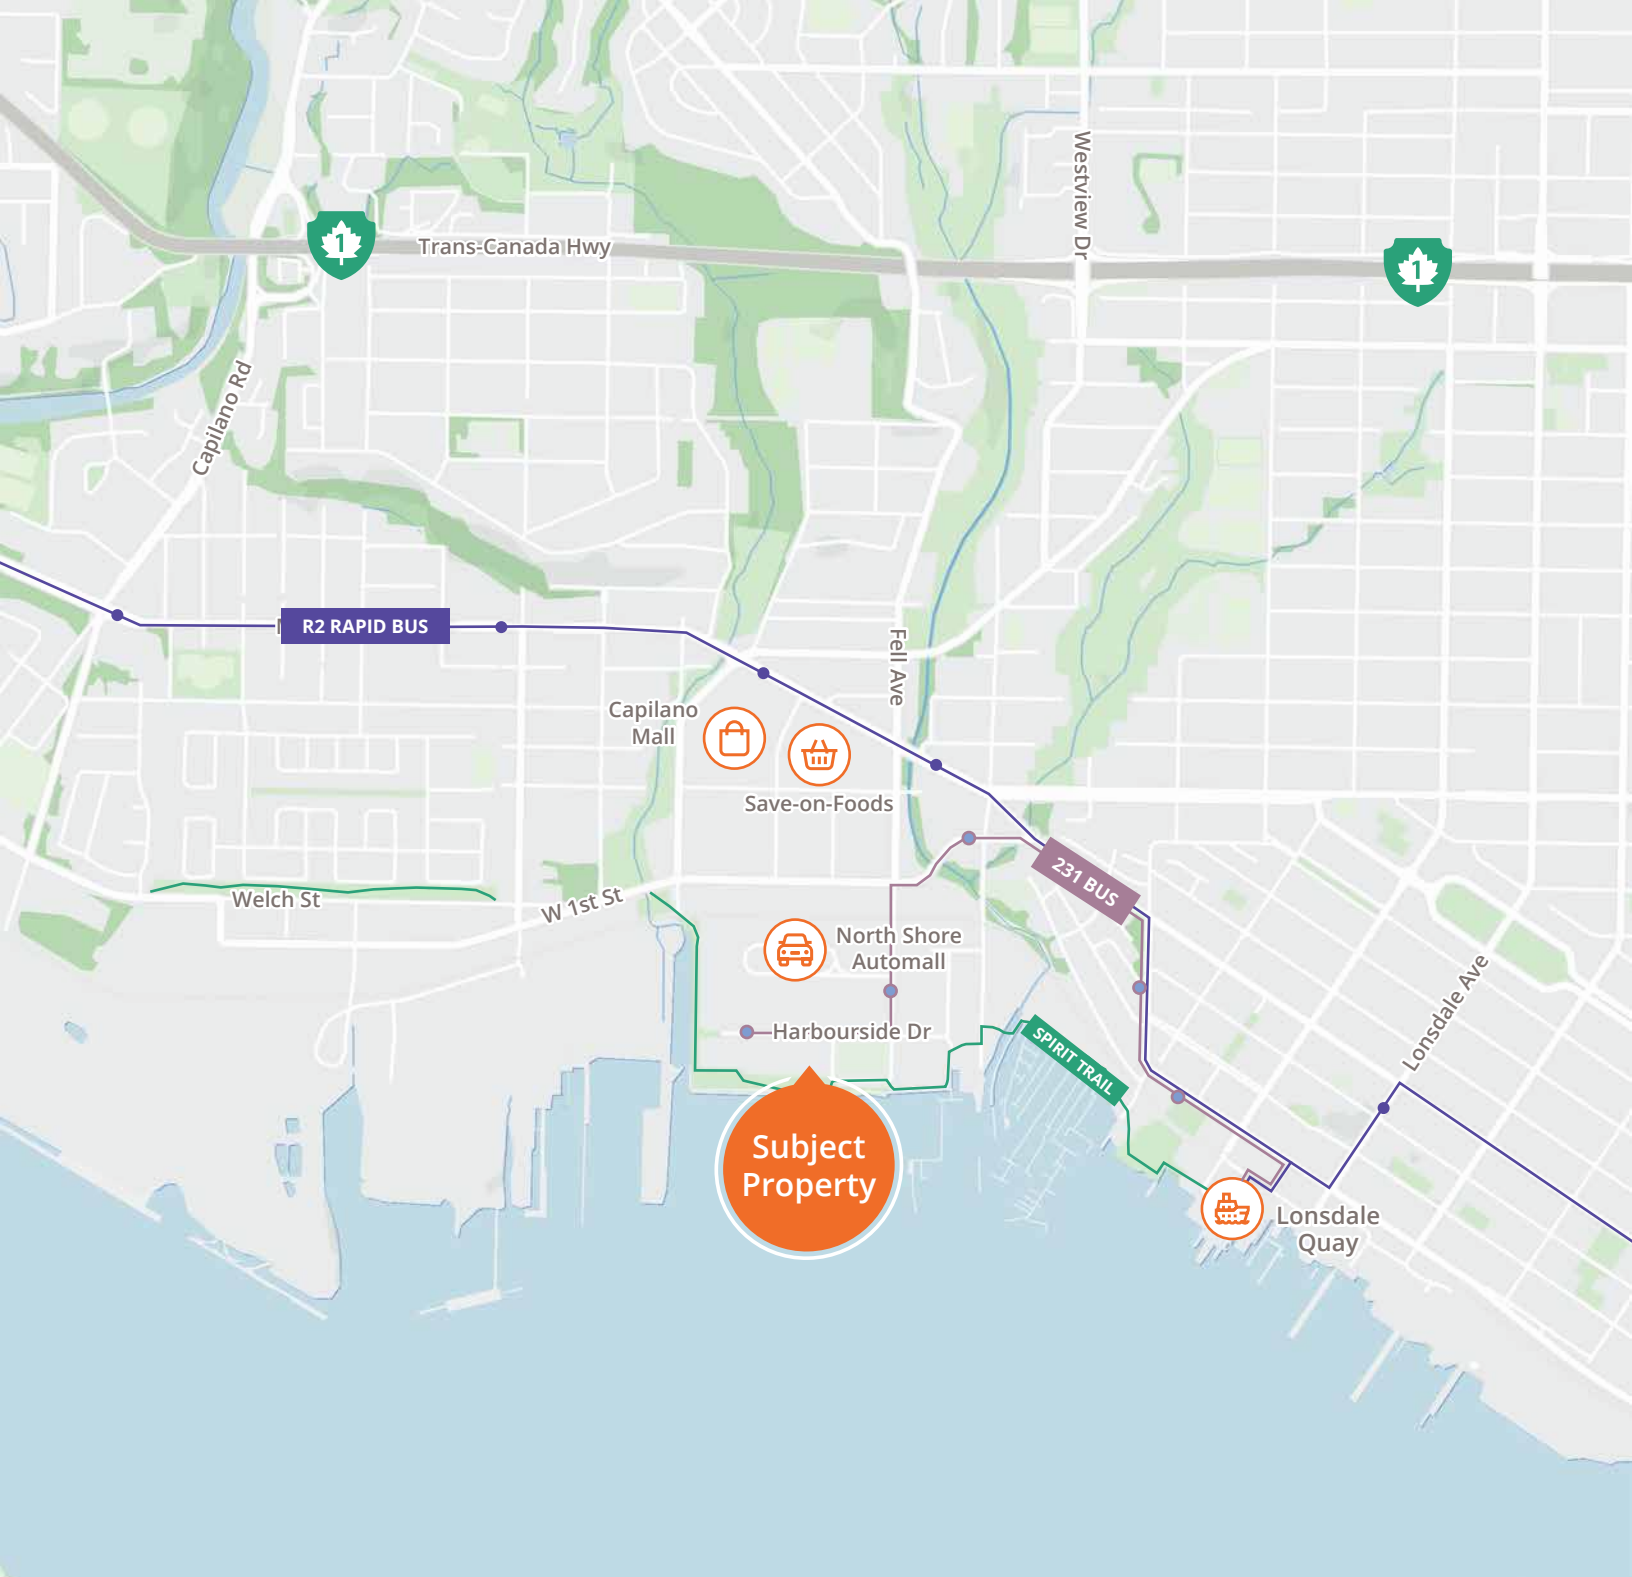 Westview Dr
1
Trans-Canada Hwy
1
Capilano Rd
R2 RAPID BUS
Fell Ave
Capilano
Mall
Save-on-Foods
231 BUS
Welch St
W 1st St
North Shore
Automall
Lonsdale Ave
Harbourside Dr
SPIRIT TRAIL
Subject
Property
Lonsdale
Quay